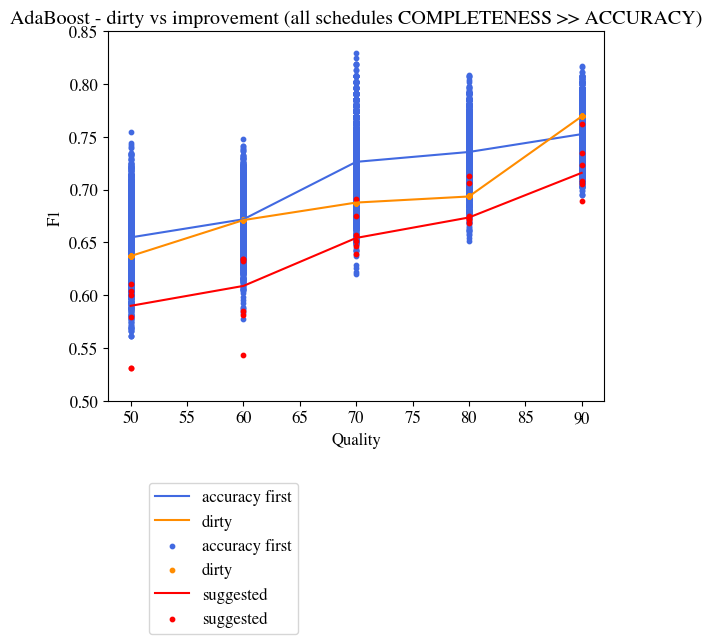 AdaBoost - dirty vs improvement (all schedules COMPLETENESS >> ACCURACY)
0.85
0.80
0.75
0.70
0.65
0.60
0.55
0.50
F1
50 55 60 65 70 75 80 85 90
Quality
accuracy first
dirty
accuracy first
dirty
suggested
suggested